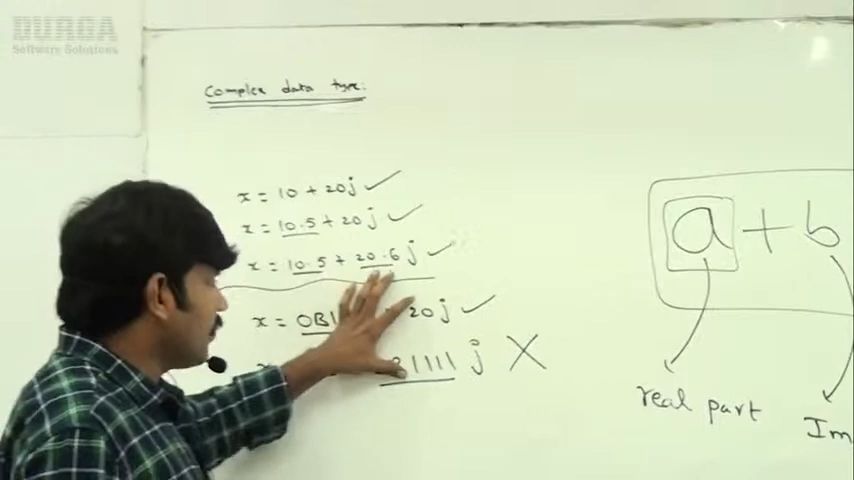 DURGA
Software Solutions
Complex data type:
x = 10 + 20j ✓
x = 10.5 + 20j ✓
x = 10.5 + 20.6j ✓
x = 0B1 20j ✓
1111j X
a + b
real part
Im